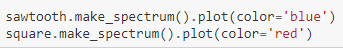 sawtooth.make_spectrum().plot(color='blue')
square.make_spectrum().plot(color='red')